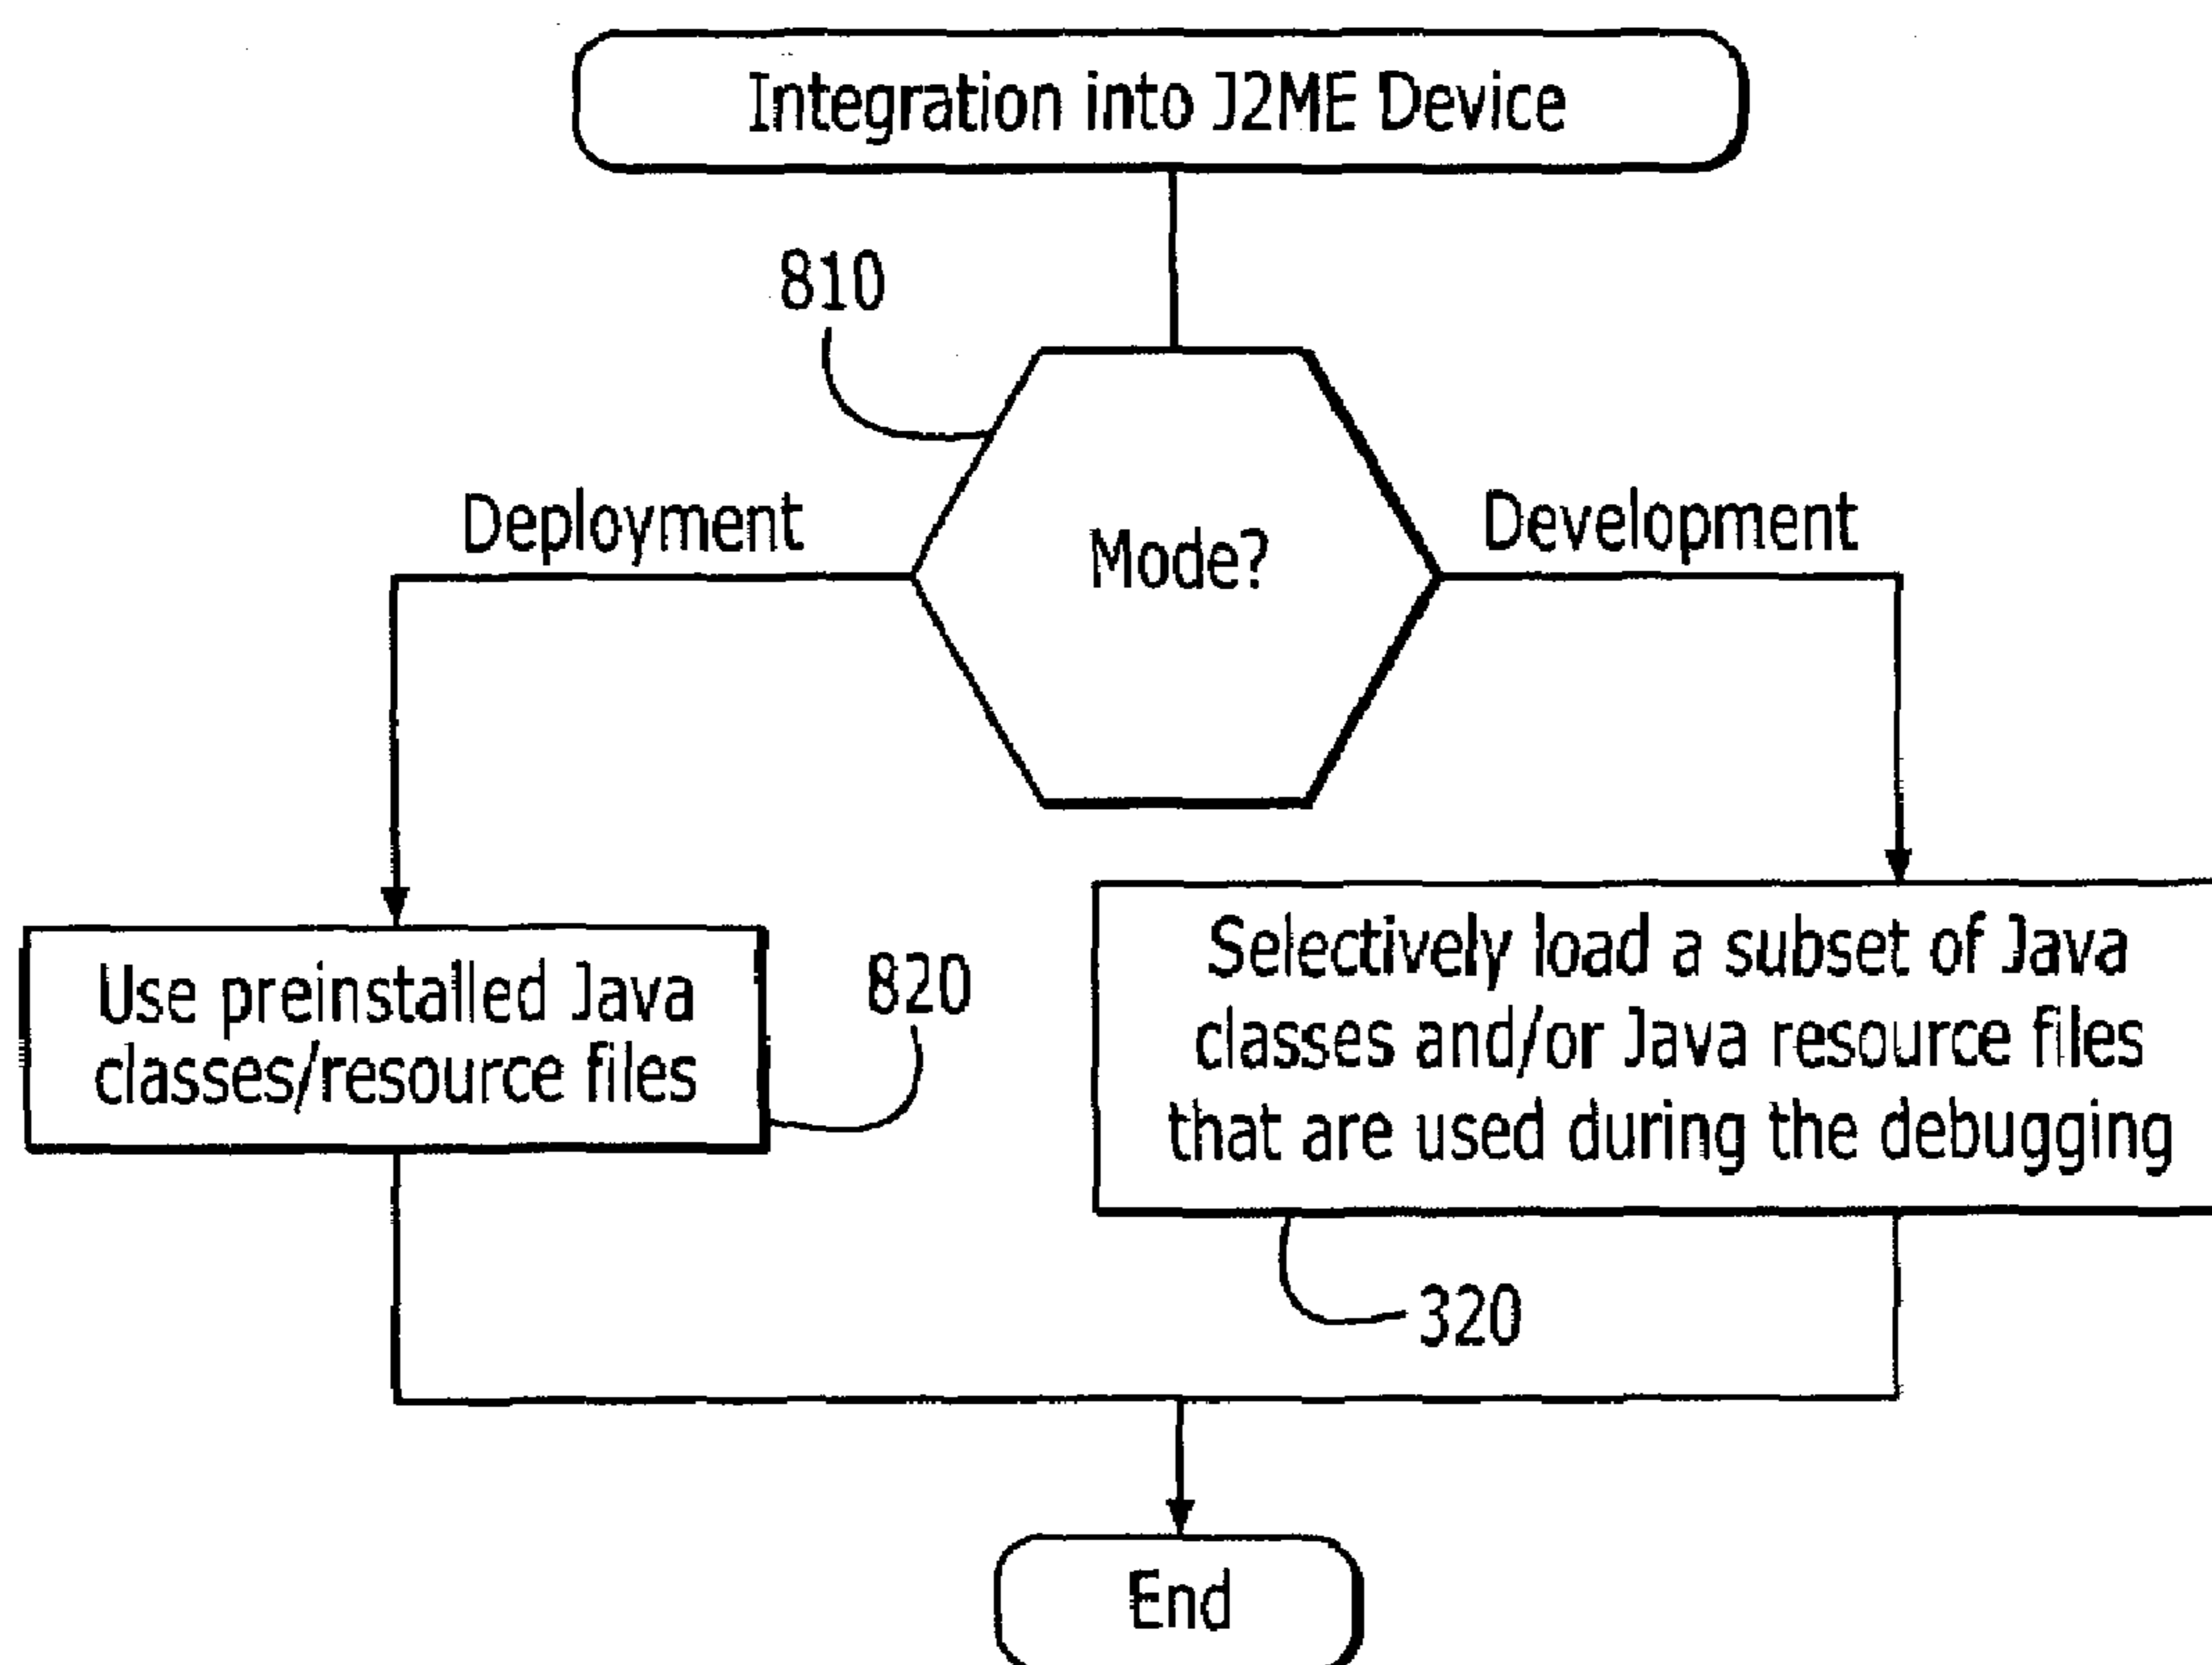 Integration into J2ME Device
810
Deployment
Mode?
Development
Use preinstalled Java
classes/resource files
820
Selectively load a subset of Java
classes and/or Java resource files
that are used during the debugging
320
End